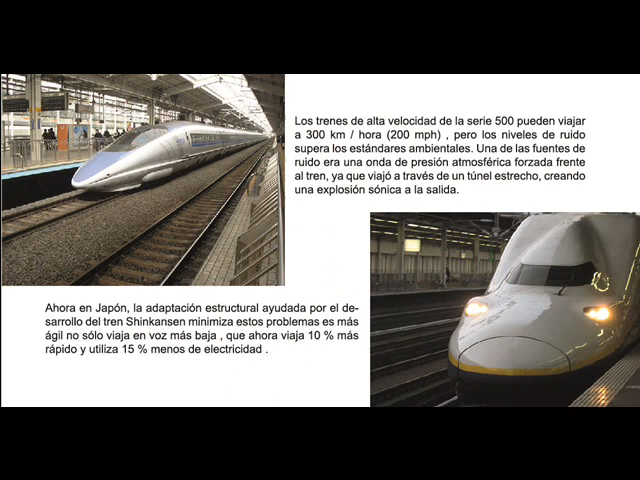 Los trenes de alta velocidad de la serie 500 pueden viajar
a 300 km / hora (200 mph) , pero los niveles de ruido
supera los estándares ambientales. Una de las fuentes de
ruido era una onda de presión atmosférica forzada frente
al tren, ya que viajó a través de un túnel estrecho, creando
una explosión sónica a la salida.
Ahora en Japón, la adaptación estructural ayudada por el de-
sarrollo del tren Shinkansen minimiza estos problemas es más
ágil no sólo viaja en voz más baja , que ahora viaja 10 % más
rápido y utiliza 15 % menos de electricidad .